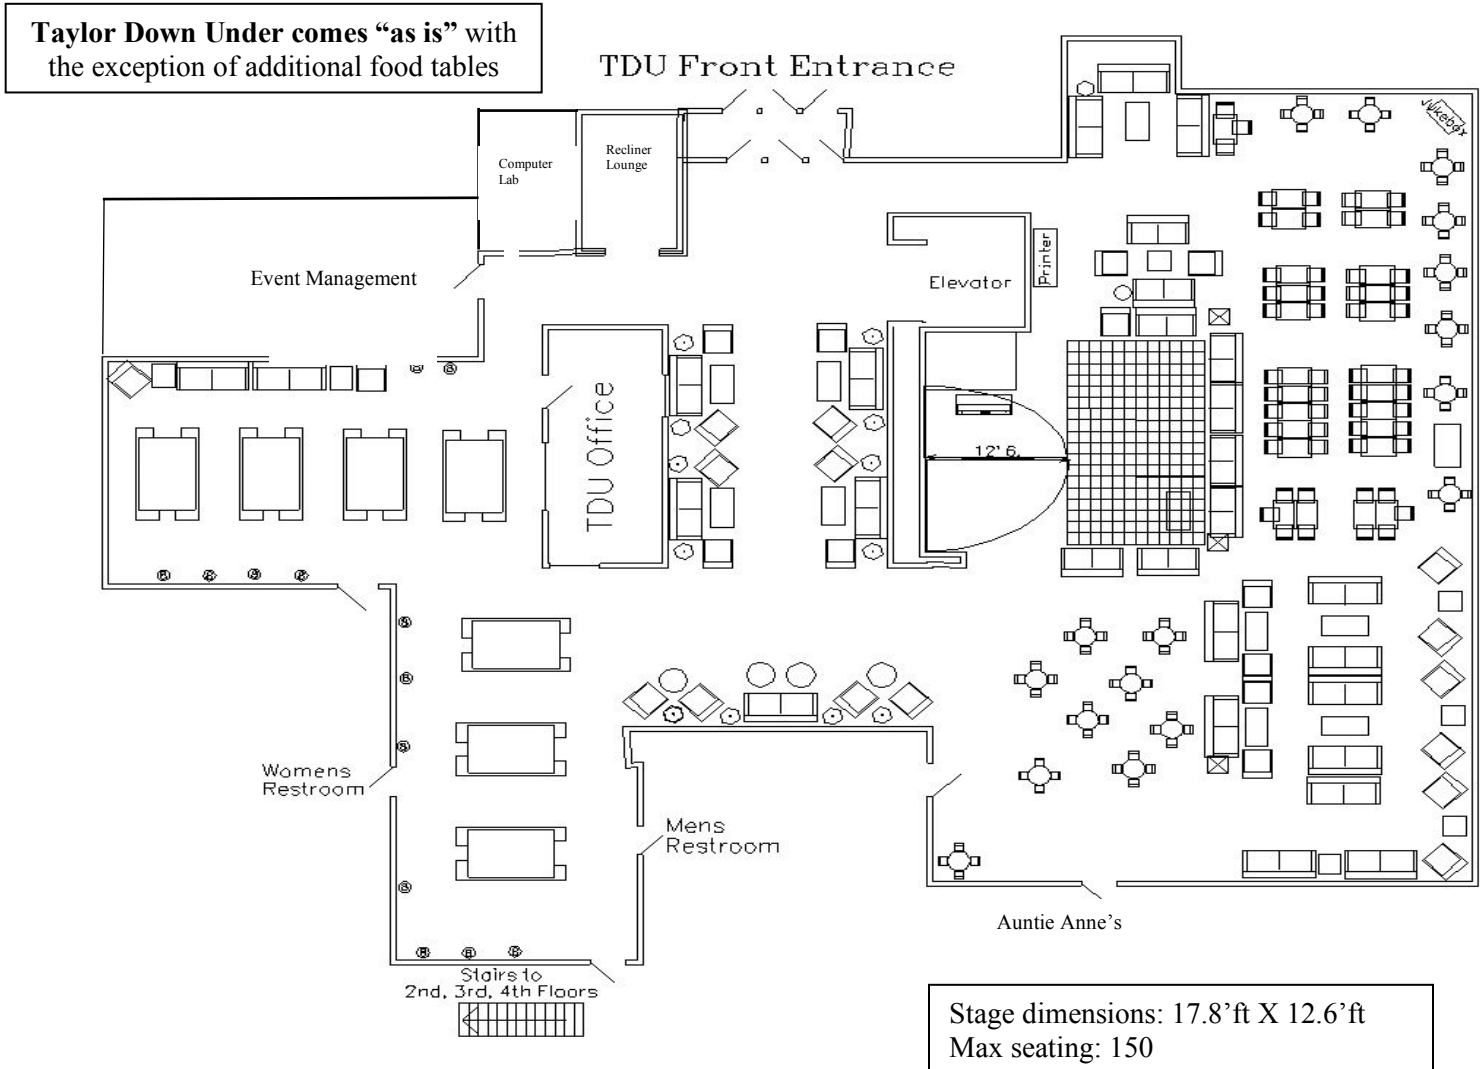 Taylor Down Under comes “as is” with
the exception of additional food tables
TDU Front Entrance
Jukebox
Computer
Lab
Recliner
Lounge
Event Management
Elevator
Printer
TDU Office
12' 6.
Womens
Restroom
Mens
Restroom
Auntie Anne’s
Stairs to
2nd, 3rd, 4th Floors
Stage dimensions: 17.8’ft X 12.6’ft
Max seating: 150